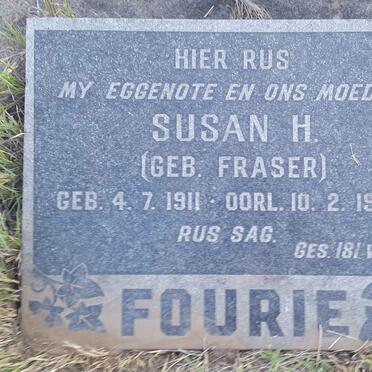 HIER RUS
MY EGGENOTE EN ONS MOED
SUSAN H.
(GEB. FRASER)
GEB. 4. 7. 1911 · OORL. 10. 2. 19
RUS SAG.
GES. 181 V
FOURIE